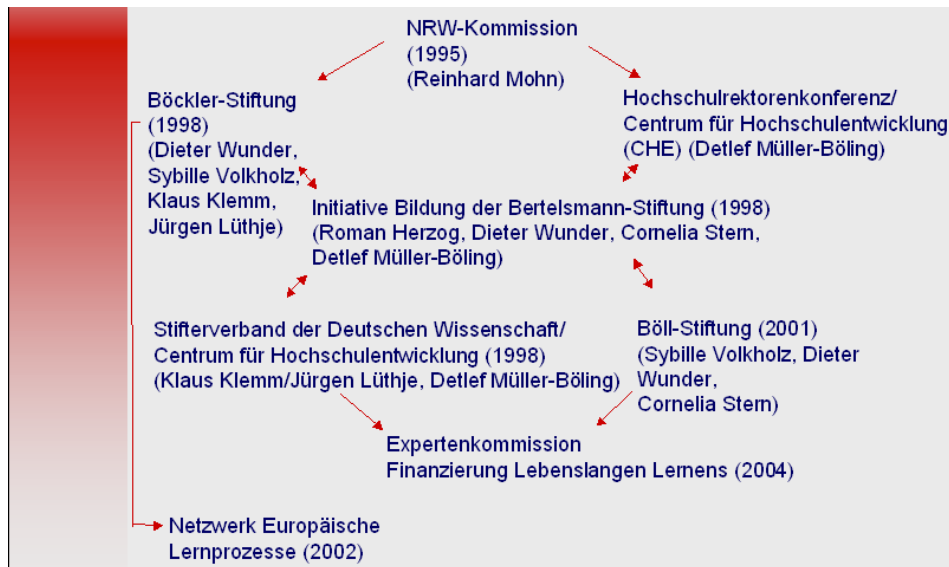 NRW-Kommission
(1995)
(Reinhard Mohn)
Böckler-Stiftung
(1998)
(Dieter Wunder,
Sybille Volkholz,
Klaus Klemm,
Jürgen Lüthje)
Hochschulrektorenkonferenz/
Centrum für Hochschulentwicklung
(CHE) (Detlef Müller-Böling)
Initiative Bildung der Bertelsmann-Stiftung (1998)
(Roman Herzog, Dieter Wunder, Cornelia Stern,
Detlef Müller-Böling)
Stifterverband der Deutschen Wissenschaft/
Centrum für Hochschulentwicklung (1998)
(Klaus Klemm/Jürgen Lüthje, Detlef Müller-Böling)
Böll-Stiftung (2001)
(Sybille Volkholz, Dieter
Wunder,
Cornelia Stern)
Expertenkommission
Finanzierung Lebenslangen Lernens (2004)
Netzwerk Europäische
Lernprozesse (2002)